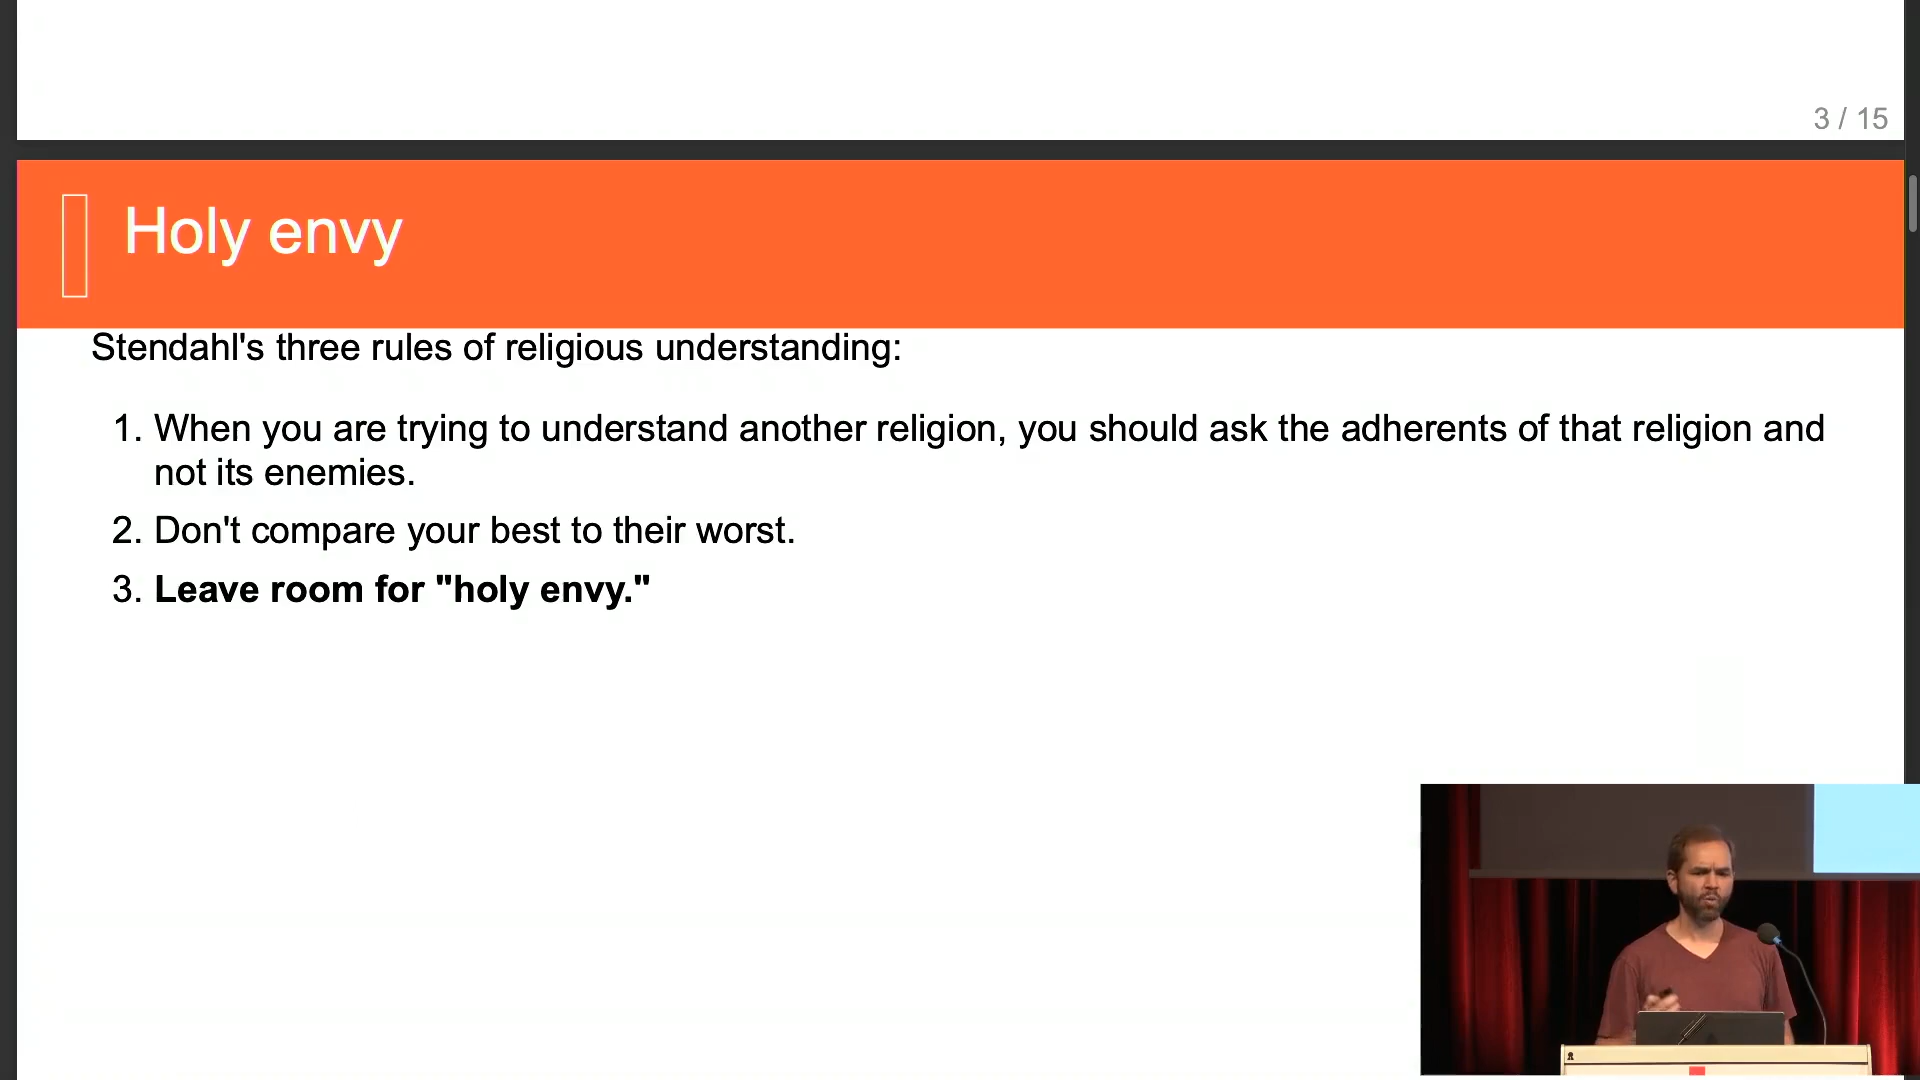 3 / 15
Holy envy
Stendahl's three rules of religious understanding:
1. When you are trying to understand another religion, you should ask the adherents of that religion and
not its enemies.
2. Don't compare your best to their worst.
3. Leave room for "holy envy."